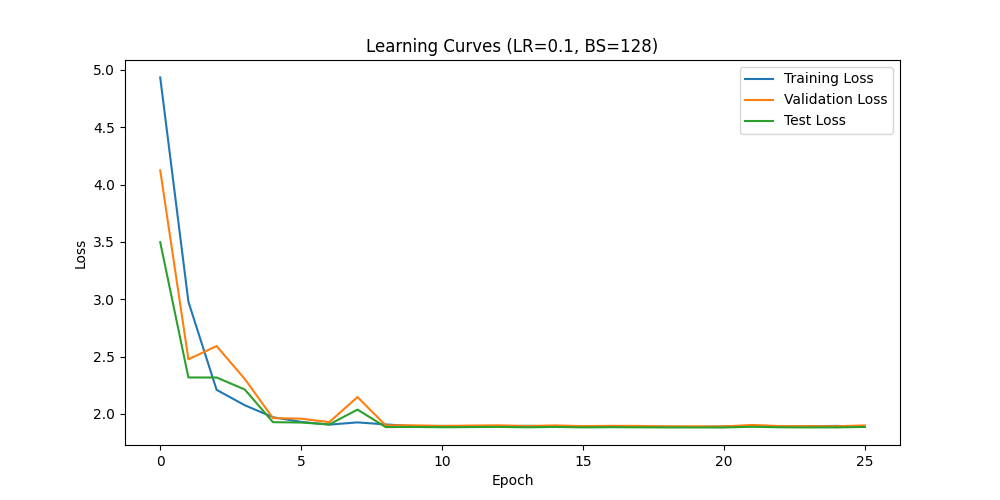 Learning Curves (LR=0.1, BS=128)
Training Loss
Validation Loss
Test Loss
5.0
4.5
4.0
3.5
3.0
2.5
2.0
Loss
0 5 10 15 20 25
Epoch